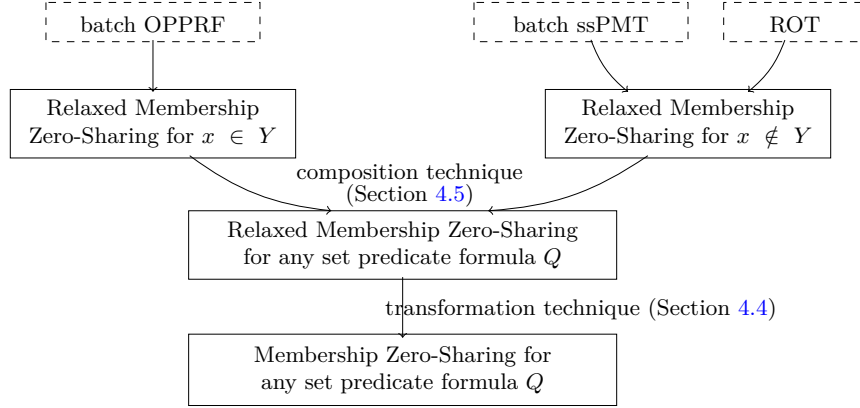 batch OPPRF
batch ssPMT
ROT
Relaxed Membership
Zero-Sharing for x ∈ Y
Relaxed Membership
Zero-Sharing for x ∉ Y
composition technique
(Section 4.5)
Relaxed Membership Zero-Sharing
for any set predicate formula Q
transformation technique (Section 4.4)
Membership Zero-Sharing for
any set predicate formula Q